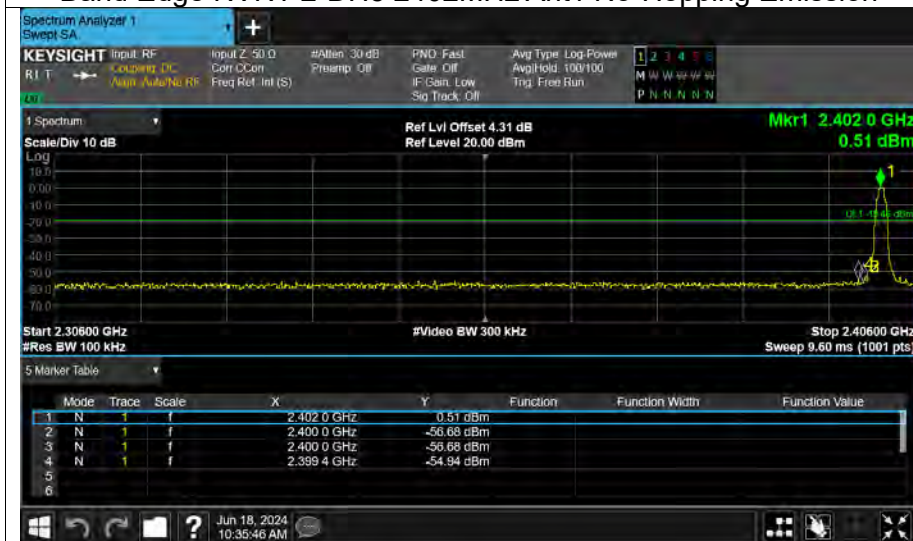 Spectrum Analyzer 1
Swept SA
+
KEYSIGHT Input: RF
Coupling: DC
Align: Auto/No RF
Input Z: 50 Ω
Corr CCorr
Freq Ref: Int (S)
#Atten: 30 dB
Preamp: Off
PNO: Fast
Gate: Off
IF Gain: Low
Sig Track: Off
Avg Type: Log-Power
Avg|Hold: 100/100
Trig: Free Run
1 2 3 4 5 6
M W W W W W
P N N N N N
RLT
LXI
1 Spectrum
Scale/Div 10 dB
Ref Lvl Offset 4.31 dB
Ref Level 20.00 dBm
Mkr1 2.402 0 GHz
0.51 dBm
Log
10.0
0.00
-10.0
-20.0
-30.0
-40.0
-50.0
-60.0
-70.0
1
Start 2.30600 GHz
#Res BW 100 kHz
#Video BW 300 kHz
Stop 2.40600 GHz
Sweep 9.60 ms (1001 pts)
5 Marker Table
Mode Trace Scale X Y Function Function Width Function Value
1 N 1 f 2.402 0 GHz 0.51 dBm
2 N 1 f 2.400 0 GHz -56.68 dBm
3 N 1 f 2.400 0 GHz -56.68 dBm
4 N 1 f 2.399 4 GHz -54.94 dBm
5
6
?
Jun 18, 2024
10:35:46 AM